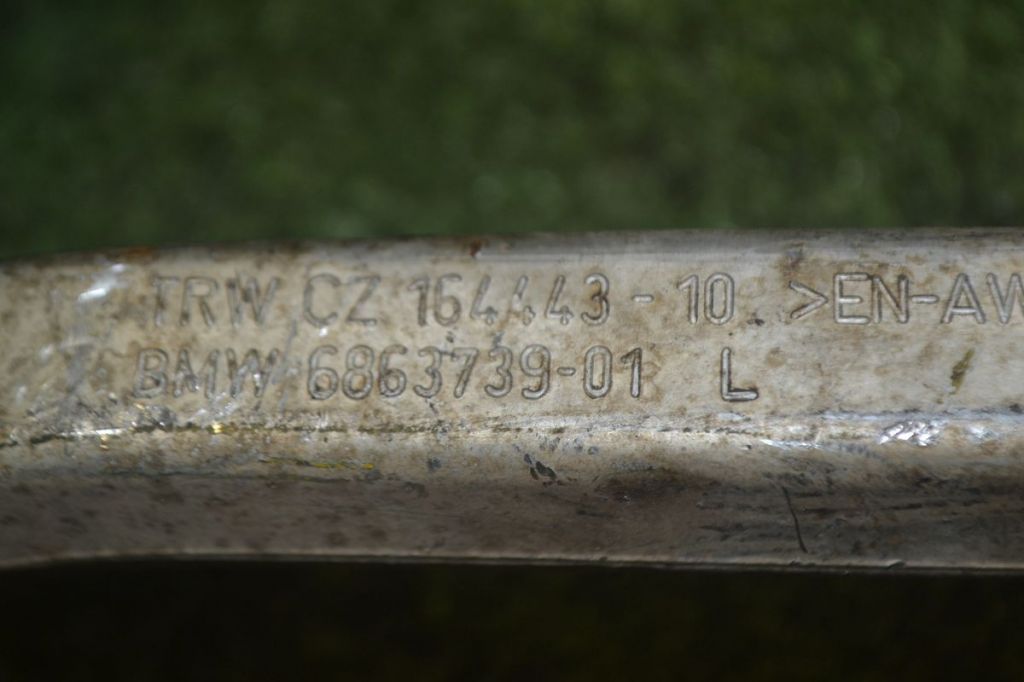 TRW CZ 164443-10 >EN-AW
BMW 6863739-01 L